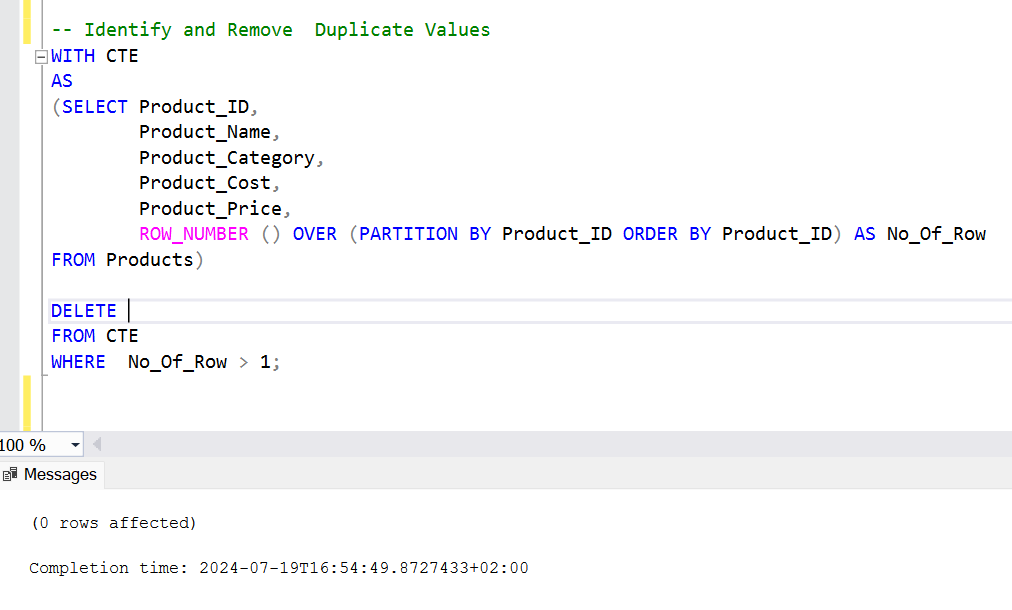 -- Identify and Remove  Duplicate Values
WITH CTE
AS
(SELECT Product_ID,
        Product_Name,
        Product_Category,
        Product_Cost,
        Product_Price,
        ROW_NUMBER () OVER (PARTITION BY Product_ID ORDER BY Product_ID) AS No_Of_Row
FROM Products)
DELETE
FROM CTE
WHERE  No_Of_Row > 1;
100 %
Messages
(0 rows affected)
Completion time: 2024-07-19T16:54:49.8727433+02:00